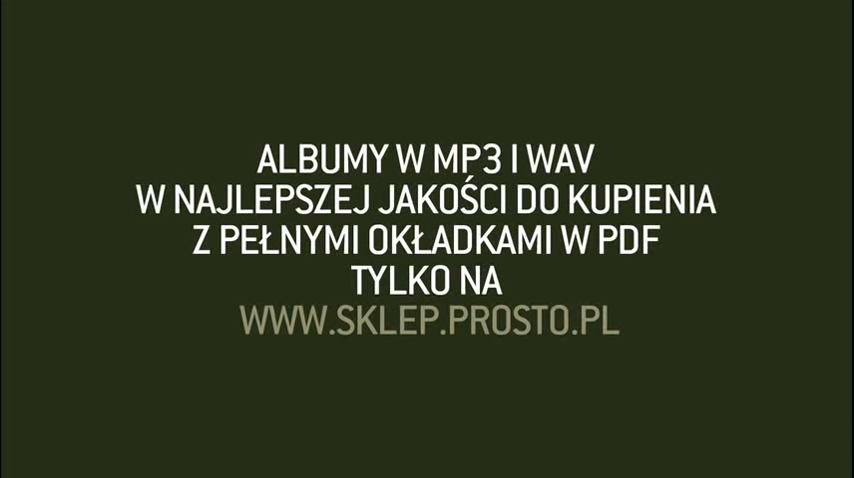 ALBUMY W MP3 I WAV
W NAJLEPSZEJ JAKOŚCI DO KUPIENIA
Z PEŁNYMI OKŁADKAMI W PDF
TYLKO NA
WWW.SKLEP.PROSTO.PL